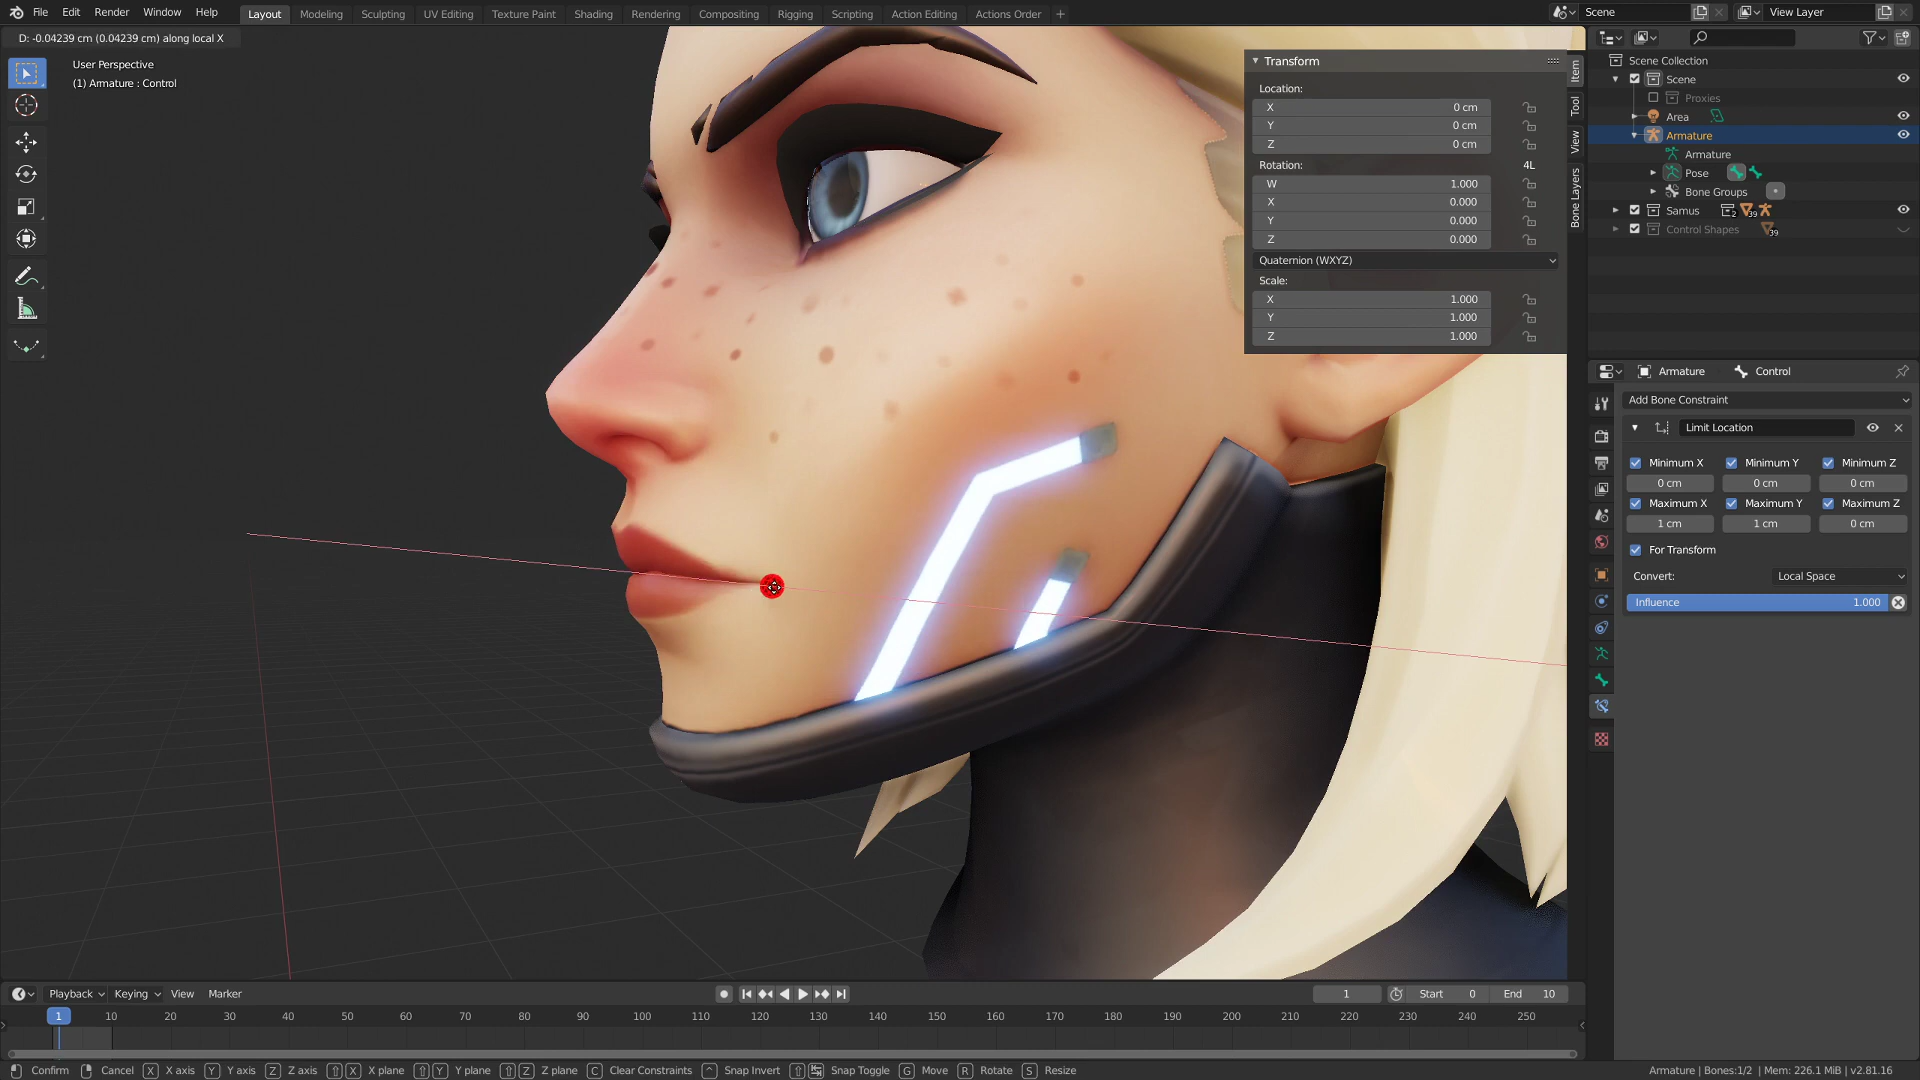 File Edit Render Window Help Layout Modeling Sculpting UV Editing Texture Paint Shading Rendering Compositing Rigging Scripting Action Editing Actions Order + Scene View Layer
D: -0.04239 cm (0.04239 cm) along local X
User Perspective
(1) Armature : Control
Transform
Location:
X 0 cm
Y 0 cm
Z 0 cm
Rotation: 4L
W 1.000
X 0.000
Y 0.000
Z 0.000
Quaternion (WXYZ)
Scale:
X 1.000
Y 1.000
Z 1.000
Item
Tool
View
Bone Layers
Scene Collection
Scene
Proxies
Area
Armature
Armature
Pose
Bone Groups
Samus 2 39
Control Shapes 39
Armature Control
Add Bone Constraint
Limit Location
Minimum X Minimum Y Minimum Z
0 cm 0 cm 0 cm
Maximum X Maximum Y Maximum Z
1 cm 1 cm 0 cm
For Transform
Convert: Local Space
Influence 1.000
Playback Keying View Marker 1 Start 0 End 10
1 10 20 30 40 50 60 70 80 90 100 110 120 130 140 150 160 170 180 190 200 210 220 230 240 250
Confirm Cancel X X axis Y Y axis Z Z axis X X plane Y Y plane Z Z plane C Clear Constraints Snap Invert Snap Toggle G Move R Rotate S Resize Armature | Bones:1/2 | Mem: 226.1 MiB | v2.81.16